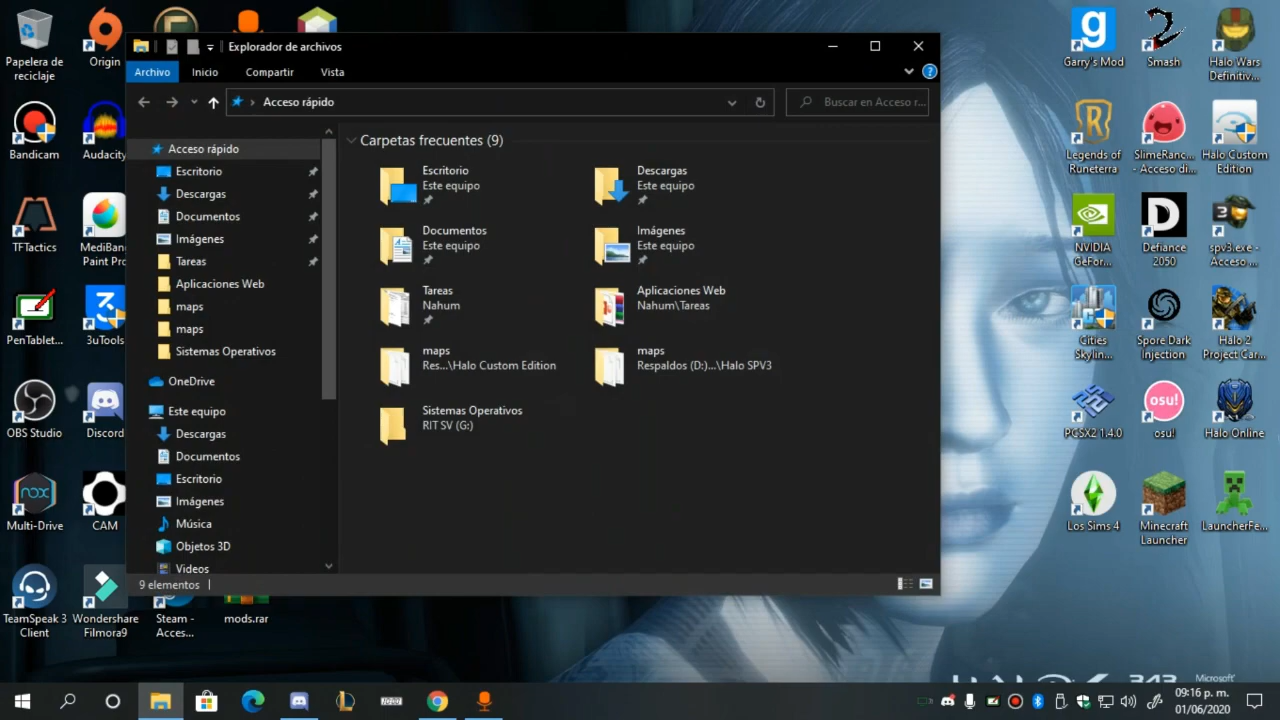 Explorador de archivos
Archivo
Inicio
Compartir
Vista
Acceso rápido
Buscar en Acceso r...
Acceso rápido
Escritorio
Descargas
Documentos
Imágenes
Tareas
Aplicaciones Web
maps
maps
Sistemas Operativos
OneDrive
Este equipo
Descargas
Documentos
Escritorio
Imágenes
Música
Objetos 3D
Videos
Carpetas frecuentes (9)
Escritorio
Este equipo
Descargas
Este equipo
Documentos
Este equipo
Imágenes
Este equipo
Tareas
Nahum
Aplicaciones Web
Nahum\Tareas
maps
Res...\Halo Custom Edition
maps
Respaldos (D:)...\Halo SPV3
Sistemas Operativos
RIT SV (G:)
9 elementos
Papelera de
reciclaje
Origin
Bandicam
Audacity
TFTactics
MediBang
Paint Pro
PenTablet...
3uTools
OBS Studio
Discord
nox
Multi-Drive
CAM
TeamSpeak 3
Client
Wondershare
Filmora9
Steam -
Acces...
mods.rar
Garry's Mod
Smash
Halo Wars
Definitiv...
Legends of
Runeterra
SlimeRanc...
- Acceso di...
Halo Custom
Edition
NVIDIA
GeFor...
Defiance
2050
spv3.exe -
Acceso ...
Cities
Skylin...
Spore Dark
Injection
Halo 2
Project Car...
PCSX2 1.4.0
osu!
osu!
Halo Online
Los Sims 4
Minecraft
Launcher
LauncherFe...
343
Microsoft
09:16 p. m.
01/06/2020